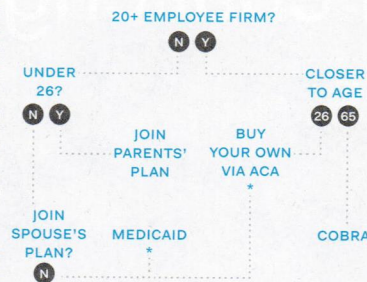 20+ EMPLOYEE FIRM?
N Y
UNDER
26?
N Y
CLOSER
TO AGE
26 65
JOIN
PARENTS'
PLAN
BUY
YOUR OWN
VIA ACA
*
JOIN
SPOUSE'S
PLAN?
N
MEDICAID
*
COBRA